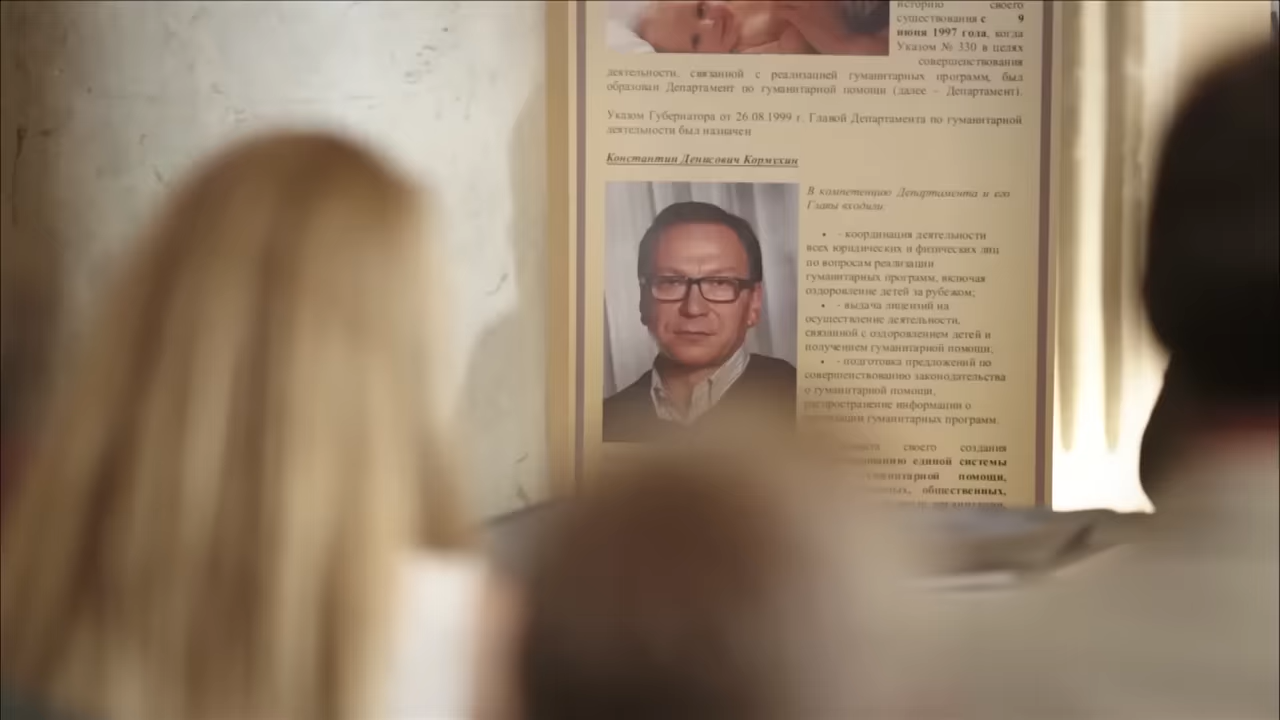 историю своего
существования с 9
июня 1997 года, когда
Указом № 330 в целях
совершенствования
деятельности, связанной с реализацией гуманитарных программ, был
образован Департамент по гуманитарной помощи (далее – Департамент).
Указом Губернатора от 26.08.1999 г. Главой Департамента по гуманитарной
деятельности был назначен
Константин Денисович Кормухин
В компетенцию Департамента и его
Главы входили:
• - координация деятельности
всех юридических и физических лиц
по вопросам реализации
гуманитарных программ, включая
оздоровление детей за рубежом;
• - выдача лицензий на
осуществление деятельности,
связанной с оздоровлением детей и
получением гуманитарной помощи;
• - подготовка предложений по
совершенствованию законодательства
о гуманитарной помощи,
распространение информации о
гуманитарных программ.
своего создания
единой системы
помощи,
общественных,